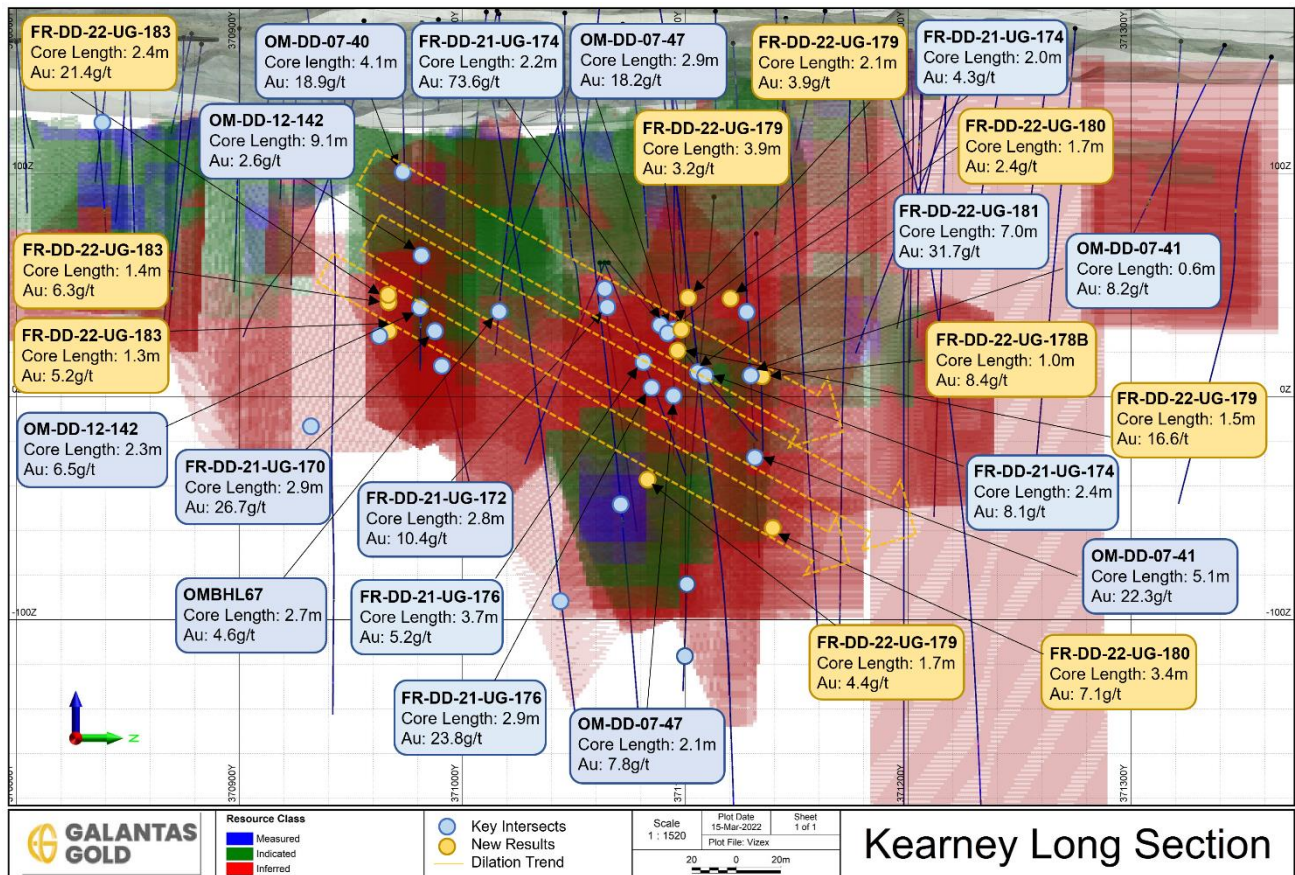 FR-DD-22-UG-183
Core Length: 2.4m
Au: 21.4g/t
OM-DD-07-40
Core length: 4.1m
Au: 18.9g/t
FR-DD-21-UG-174
Core Length: 2.2m
Au: 73.6g/t
OM-DD-07-47
Core Length: 2.9m
Au: 18.2g/t
FR-DD-22-UG-179
Core Length: 2.1m
Au: 3.9g/t
FR-DD-21-UG-174
Core Length: 2.0m
Au: 4.3g/t
370900Y
371300Y
OM-DD-12-142
Core Length: 9.1m
Au: 2.6g/t
FR-DD-22-UG-179
Core Length: 3.9m
Au: 3.2g/t
FR-DD-22-UG-180
Core Length: 1.7m
Au: 2.4g/t
100Z
100Z
FR-DD-22-UG-181
Core Length: 7.0m
Au: 31.7g/t
OM-DD-07-41
Core Length: 0.6m
Au: 8.2g/t
FR-DD-22-UG-183
Core Length: 1.4m
Au: 6.3g/t
FR-DD-22-UG-183
Core Length: 1.3m
Au: 5.2g/t
FR-DD-22-UG-178B
Core Length: 1.0m
Au: 8.4g/t
0Z
FR-DD-22-UG-179
Core Length: 1.5m
Au: 16.6g/t
OM-DD-12-142
Core Length: 2.3m
Au: 6.5g/t
FR-DD-21-UG-170
Core Length: 2.9m
Au: 26.7g/t
FR-DD-21-UG-172
Core Length: 2.8m
Au: 10.4g/t
FR-DD-21-UG-174
Core Length: 2.4m
Au: 8.1g/t
OM-DD-07-41
Core Length: 5.1m
Au: 22.3g/t
OMBHL67
Core Length: 2.7m
Au: 4.6g/t
FR-DD-21-UG-176
Core Length: 3.7m
Au: 5.2g/t
-100Z
-100Z
FR-DD-22-UG-179
Core Length: 1.7m
Au: 4.4g/t
FR-DD-22-UG-180
Core Length: 3.4m
Au: 7.1g/t
FR-DD-21-UG-176
Core Length: 2.9m
Au: 23.8g/t
OM-DD-07-47
Core Length: 2.1m
Au: 7.8g/t
N
370900Y
371000Y
371200Y
371300Y
GALANTAS
GOLD
Resource Class
Measured
Indicated
Inferred
Key Intersects
New Results
Dilation Trend
Scale
1 : 1520
Plot Date
15-Mar-2022
Sheet
1 of 1
Plot File: Vizex
20 0 20m
Kearney Long Section